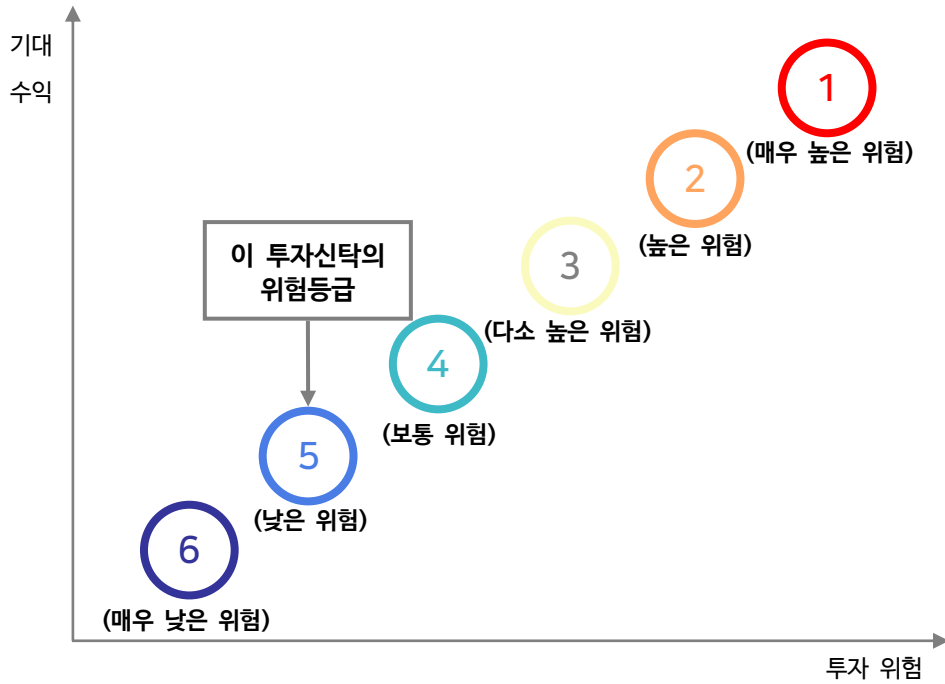 기대
수익
1
(매우 높은 위험)
2
(높은 위험)
이 투자신탁의
위험등급
3
(다소 높은 위험)
4
(보통 위험)
5
(낮은 위험)
6
(매우 낮은 위험)
투자 위험